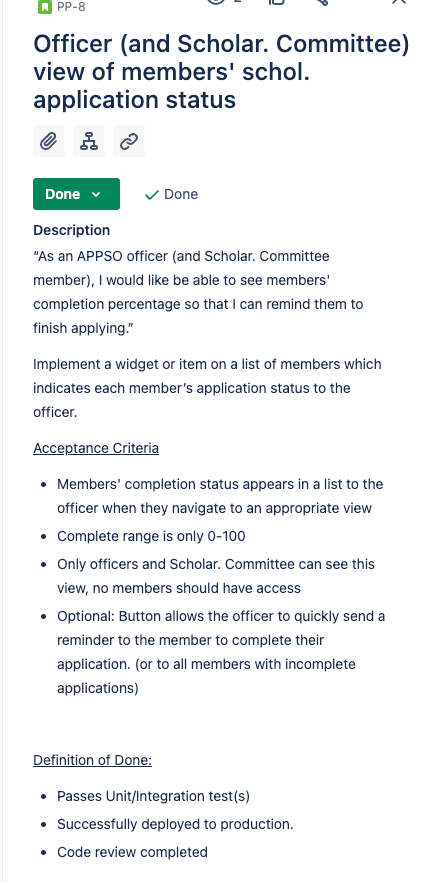 PP-8
Officer (and Scholar. Committee)
view of members' schol.
application status
Done
Done
Description
“As an APPSO officer (and Scholar. Committee
member), I would like be able to see members'
completion percentage so that I can remind them to
finish applying.”
Implement a widget or item on a list of members which
indicates each member’s application status to the
officer.
Acceptance Criteria
• Members' completion status appears in a list to the
officer when they navigate to an appropriate view
• Complete range is only 0-100
• Only officers and Scholar. Committee can see this
view, no members should have access
• Optional: Button allows the officer to quickly send a
reminder to the member to complete their
application. (or to all members with incomplete
applications)
Definition of Done:
• Passes Unit/Integration test(s)
• Successfully deployed to production.
• Code review completed